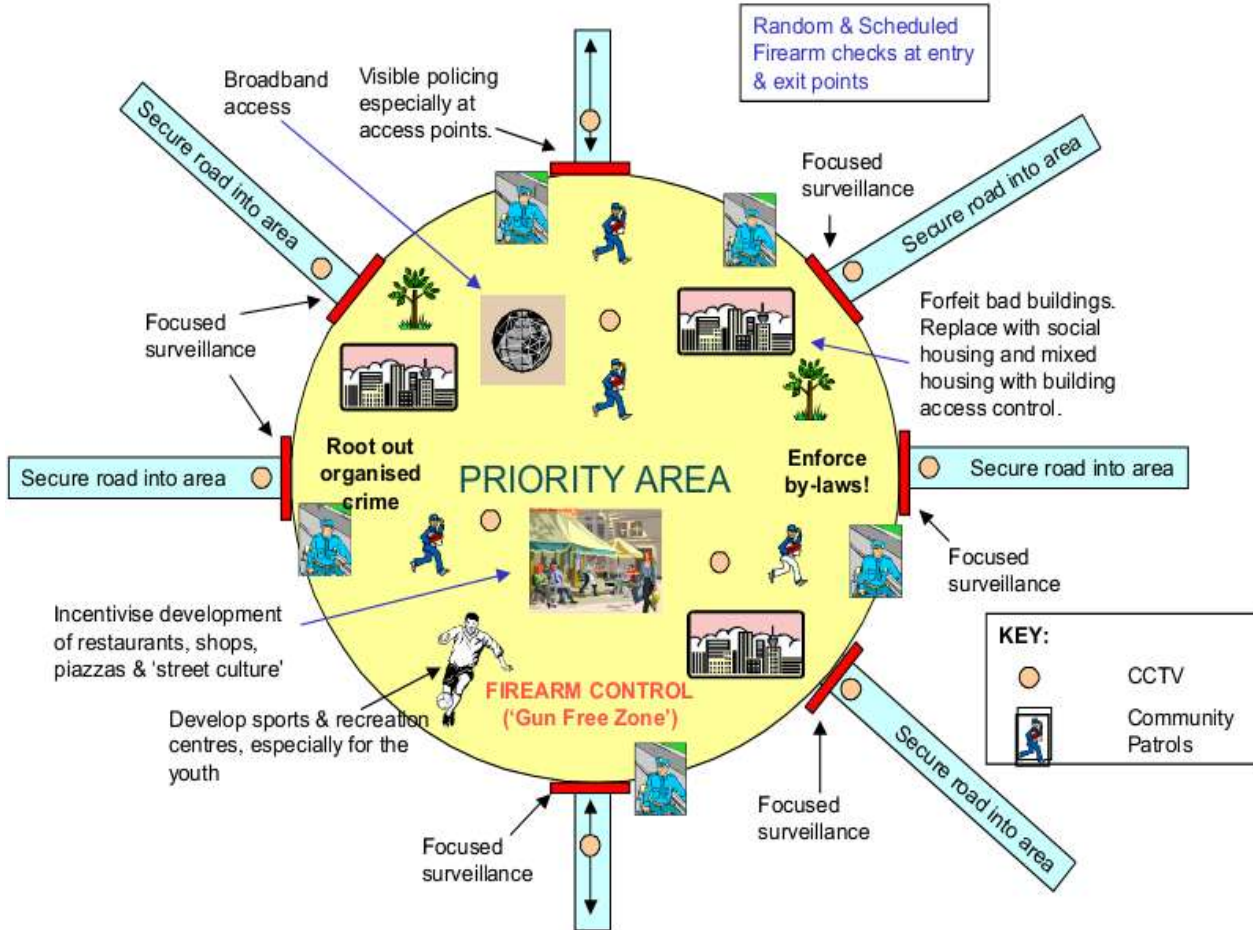 Random & Scheduled
Firearm checks at entry
& exit points
Broadband
access
Visible policing
especially at
access points.
Secure road into area
Focused
surveillance
Secure road into area
Focused
surveillance
Forfeit bad buildings.
Replace with social
housing and mixed
housing with building
access control.
Root out
organised
crime
PRIORITY AREA
Enforce
by-laws!
Secure road into area
Secure road into area
Focused
surveillance
Incentivise development
of restaurants, shops,
piazzas & ‘street culture’
Develop sports & recreation
centres, especially for the
youth
FIREARM CONTROL
(‘Gun Free Zone’)
KEY:
CCTV
Community
Patrols
Secure road into area
Focused
surveillance
Focused
surveillance